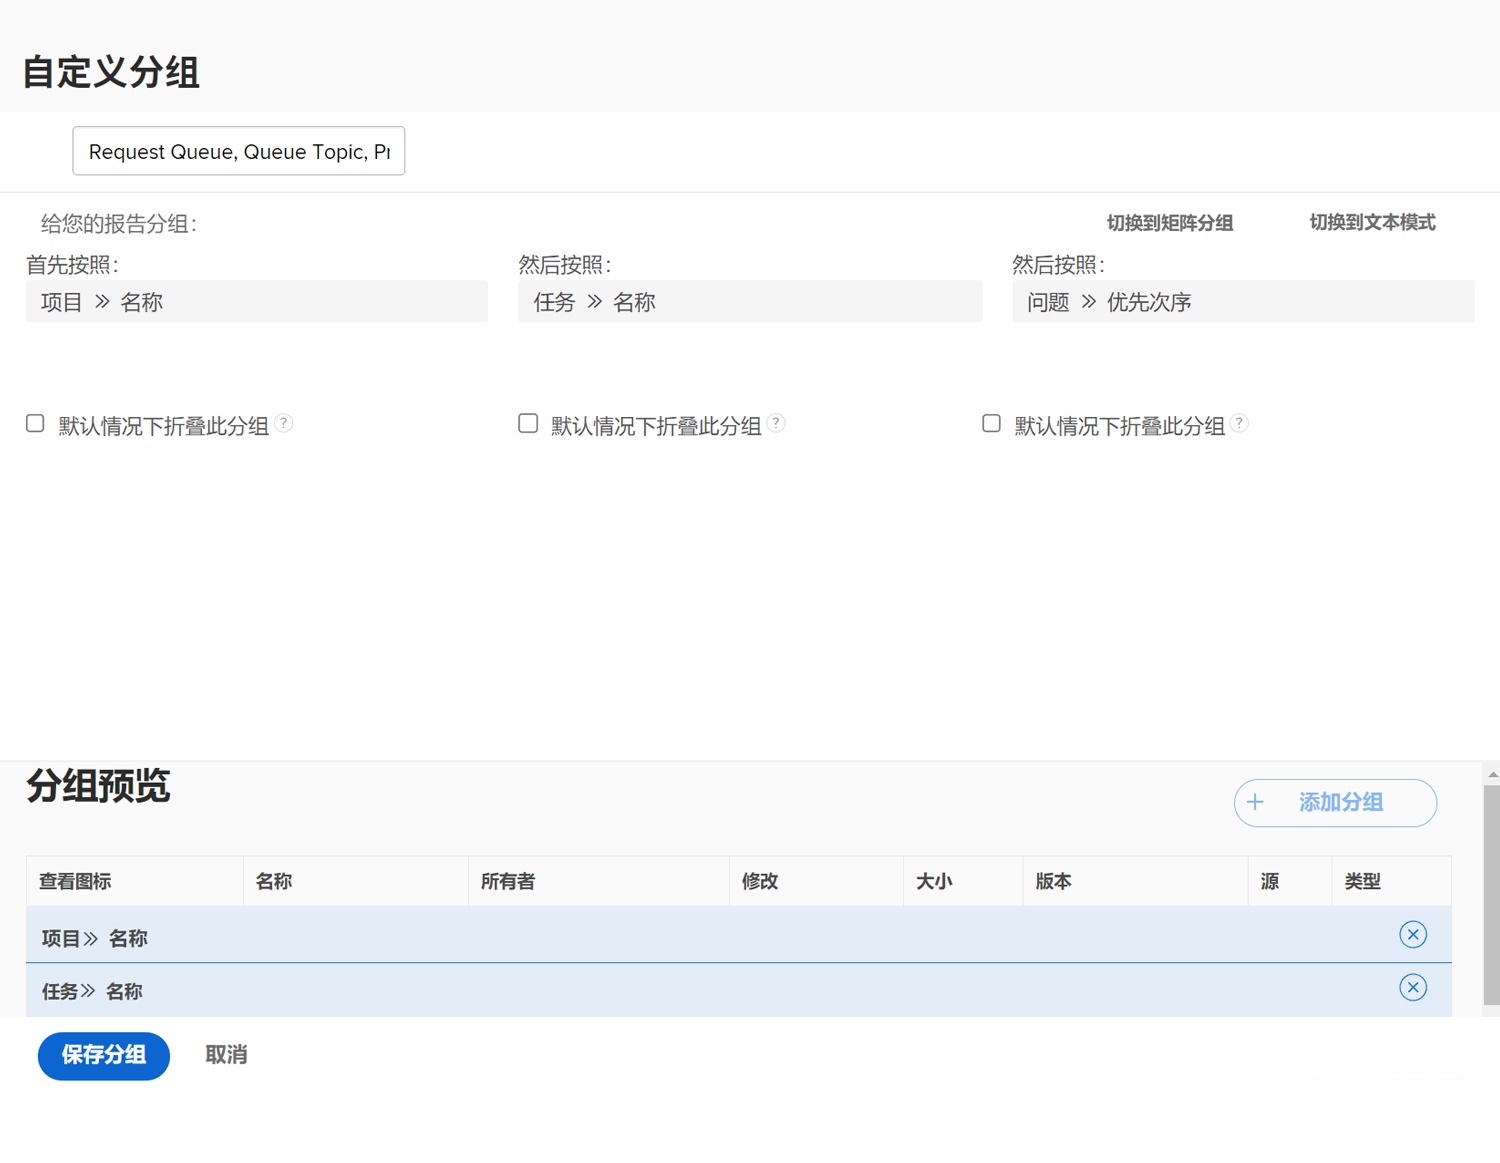 自定义分组
Request Queue, Queue Topic, Pr
给您的报告分组：
切换到矩阵分组
切换到文本模式
首先按照：
然后按照：
然后按照：
项目 » 名称
任务 » 名称
问题 » 优先次序
默认情况下折叠此分组 ?
默认情况下折叠此分组 ?
默认情况下折叠此分组 ?
分组预览
+ 添加分组
查看图标 名称 所有者 修改 大小 版本 源 类型
项目» 名称
任务» 名称
保存分组 取消